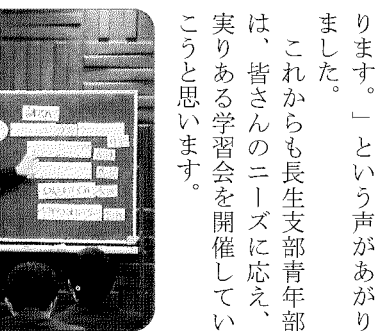 ります。」という声があがり
ました。
　これからも長生支部青年部
は、皆さんのニーズに応え、
実りある学習会を開催してい
こうと思います。